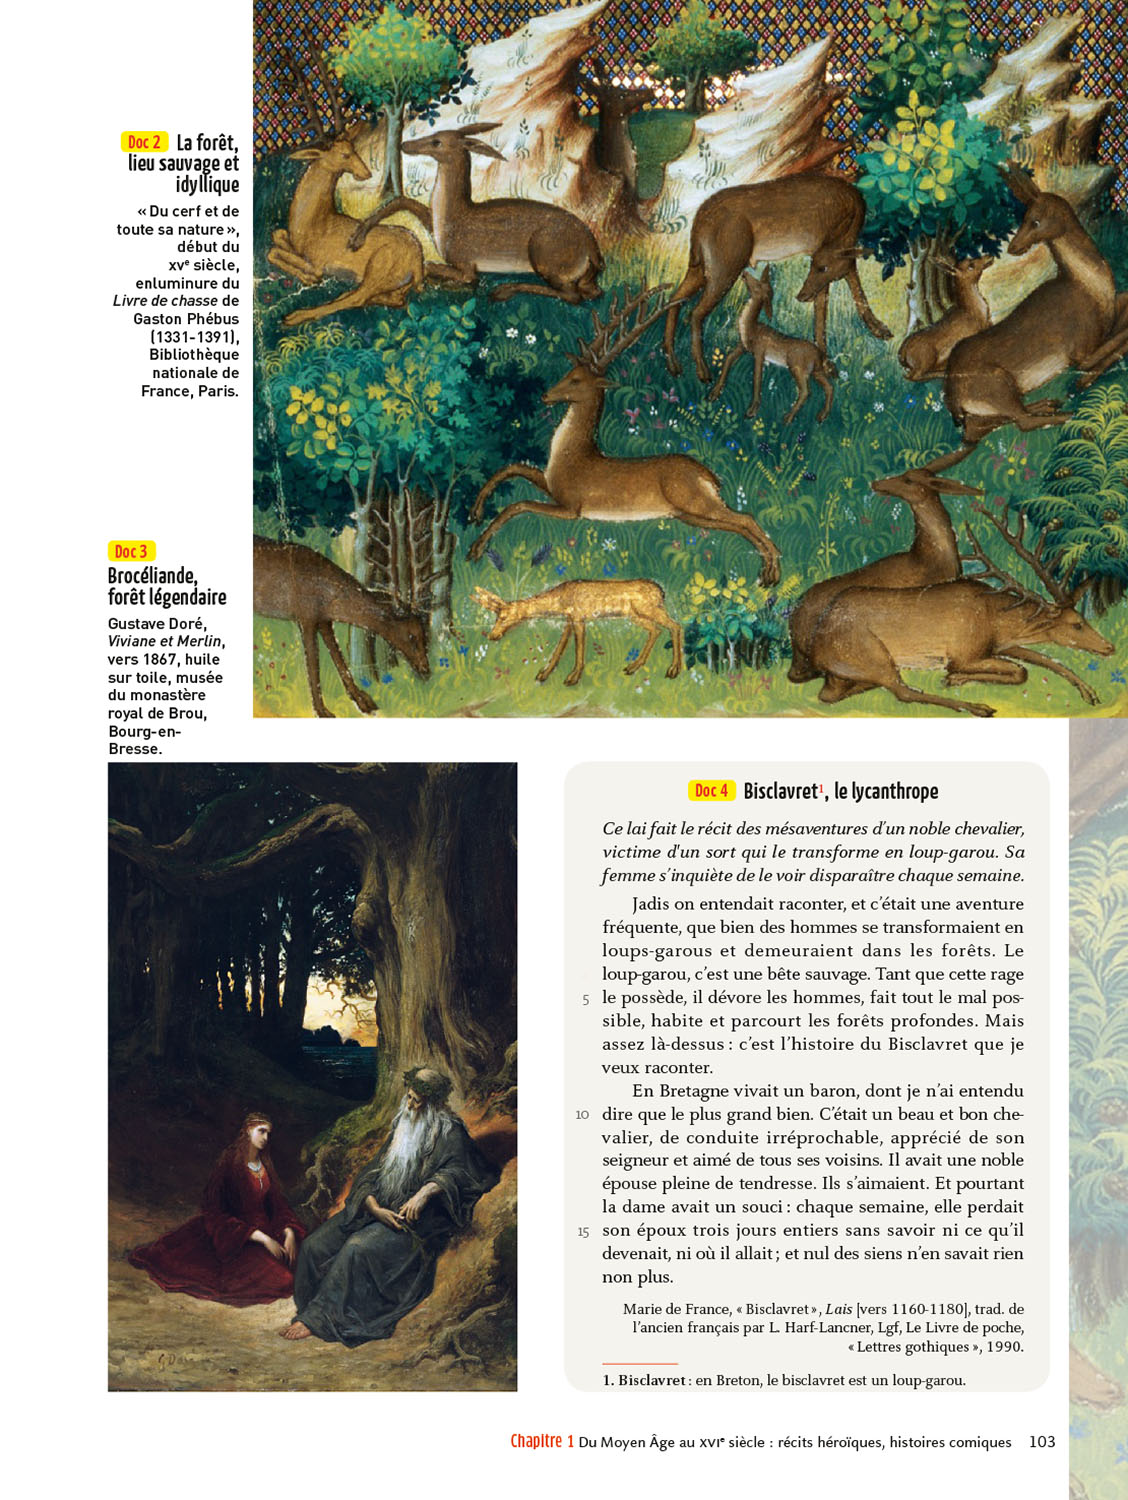 Doc 2 La forêt,
lieu sauvage et
idyllique
« Du cerf et de
toute sa nature »,
début du
XVe siècle,
enluminure du
Livre de chasse de
Gaston Phébus
(1331-1391),
Bibliothèque
nationale de
France, Paris.
Doc 3
Brocéliande,
forêt légendaire
Gustave Doré,
Viviane et Merlin,
vers 1867, huile
sur toile, musée
du monastère
royal de Brou,
Bourg-en-
Bresse.
G Doré
Doc 4 Bisclavret1, le lycanthrope
Ce lai fait le récit des mésaventures d'un noble chevalier,
victime d'un sort qui le transforme en loup-garou. Sa
femme s'inquiète de le voir disparaître chaque semaine.
Jadis on entendait raconter, et c'était une aventure
fréquente, que bien des hommes se transformaient en
loups-garous et demeuraient dans les forêts. Le
loup-garou, c'est une bête sauvage. Tant que cette rage
5 le possède, il dévore les hommes, fait tout le mal pos-
sible, habite et parcourt les forêts profondes. Mais
assez là-dessus : c'est l'histoire du Bisclavret que je
veux raconter.
En Bretagne vivait un baron, dont je n'ai entendu
10 dire que le plus grand bien. C'était un beau et bon che-
valier, de conduite irréprochable, apprécié de son
seigneur et aimé de tous ses voisins. Il avait une noble
épouse pleine de tendresse. Ils s'aimaient. Et pourtant
la dame avait un souci : chaque semaine, elle perdait
15 son époux trois jours entiers sans savoir ni ce qu'il
devenait, ni où il allait ; et nul des siens n'en savait rien
non plus.
Marie de France, « Bisclavret », Lais [vers 1160-1180], trad. de
l'ancien français par L. Harf-Lancner, Lgf, Le Livre de poche,
« Lettres gothiques », 1990.
1. Bisclavret : en Breton, le bisclavret est un loup-garou.
Chapitre 1 Du Moyen Âge au XVIe siècle : récits héroïques, histoires comiques 103